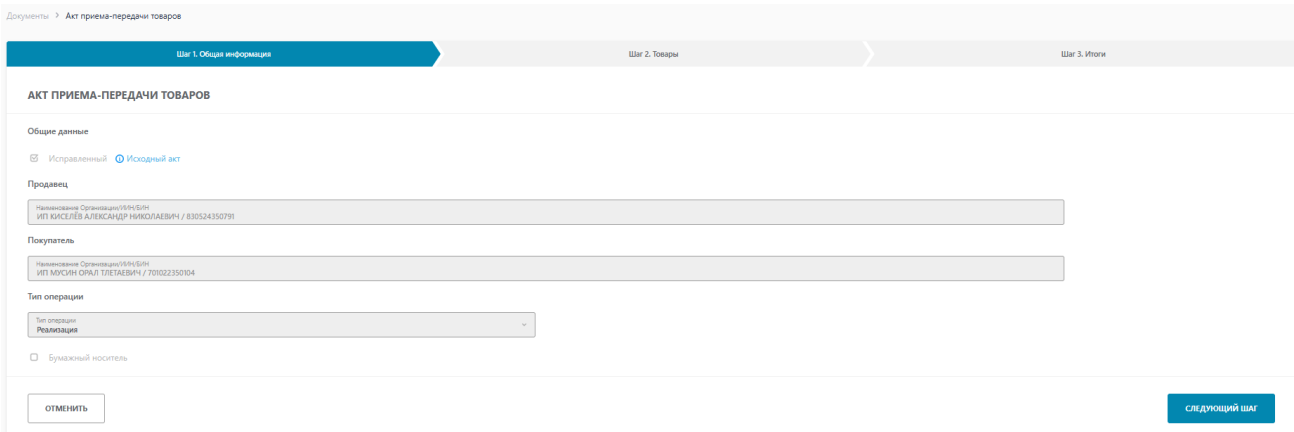 Документы > Акт приема-передачи товаров
Шаг 1. Общая информация
Шаг 2. Товары
Шаг 3. Итоги
АКТ ПРИЕМА-ПЕРЕДАЧИ ТОВАРОВ
Общие данные
Исправленный Исходный акт
Продавец
Наименование Организации/ИИН/БИН
ИП КИСЕЛЁВ АЛЕКСАНДР НИКОЛАЕВИЧ / 830524350791
Покупатель
Наименование Организации/ИИН/БИН
ИП МУСИН ОРАЛ ТЛЕТАЕВИЧ / 701022350104
Тип операции
Тип операции
Реализация
Бумажный носитель
ОТМЕНИТЬ
СЛЕДУЮЩИЙ ШАГ